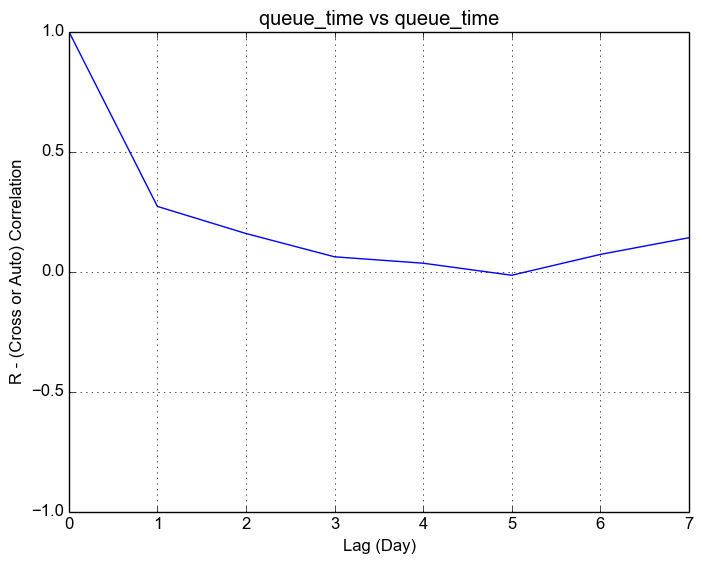 queue_time vs queue_time
1.0
0.5
0.0
−0.5
−1.0
R - (Cross or Auto) Correlation
0 1 2 3 4 5 6 7
Lag (Day)